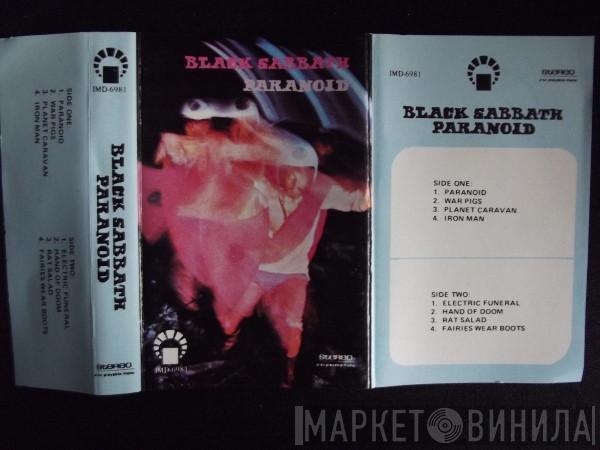 IMD-6981
SIDE ONE
1. PARANOID
2. WAR PIGS
3. PLANET CARAVAN
4. IRON MAN
SIDE TWO:
1. ELECTRIC FUNERAL
2. HAND OF DOOM
3. RAT SALAD
4. FAIRIES WEAR BOOTS
BLACK SABBATH
PARANOID
STEREO
BLACK SABBATH
PARANOID
IMD-6981
STEREO
IMD-6981
STEREO
BLACK SABBATH
PARANOID
SIDE ONE:
1. PARANOID
2. WAR PIGS
3. PLANET CARAVAN
4. IRON MAN
SIDE TWO:
1. ELECTRIC FUNERAL
2. HAND OF DOOM
3. RAT SALAD
4. FAIRIES WEAR BOOTS
МАРКЕТ ВИНИЛА